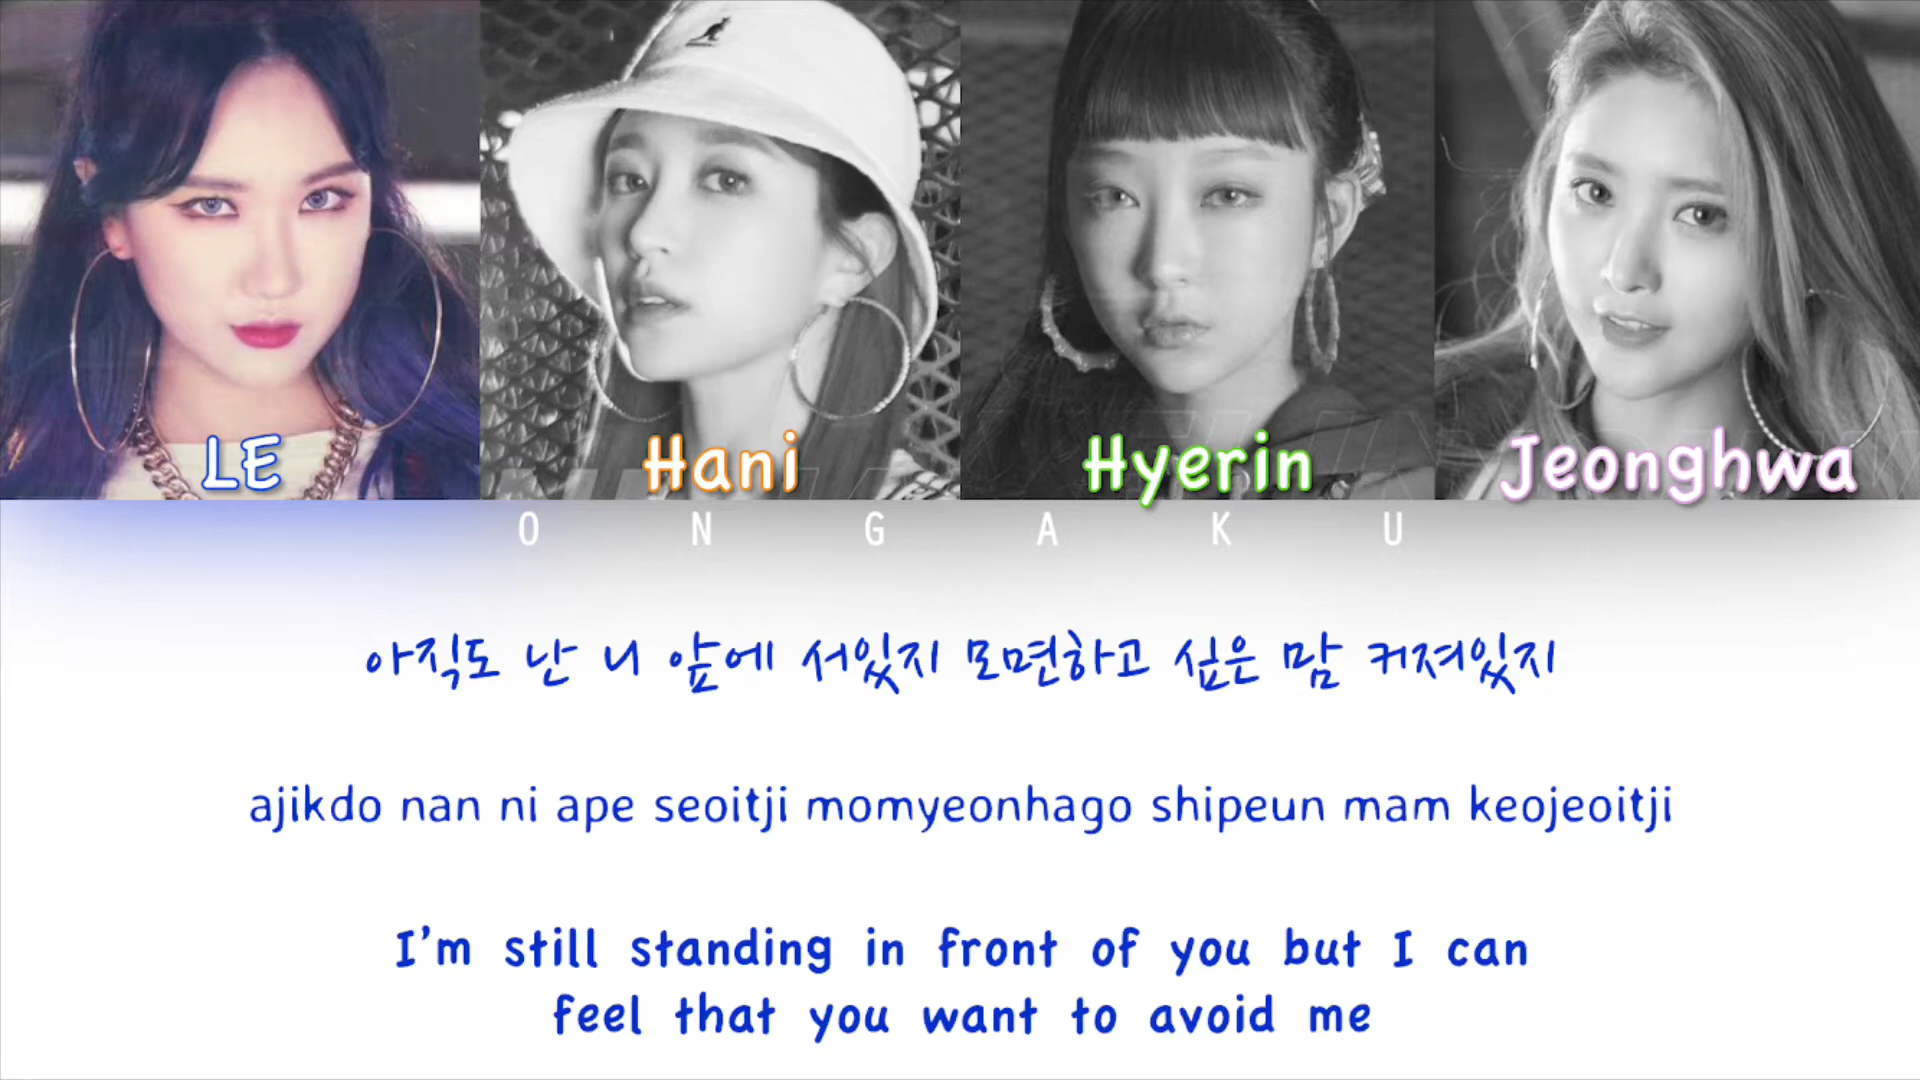 LE
Hani
Hyerin
Jeonghwa
O N G A K U
아직도 난 니 앞에 서있지 모면하고 싶은 맘 커져있지
ajikdo nan ni ape seoitji momyeonhago shipeun mam keojeoitji
I'm still standing in front of you but I can
feel that you want to avoid me